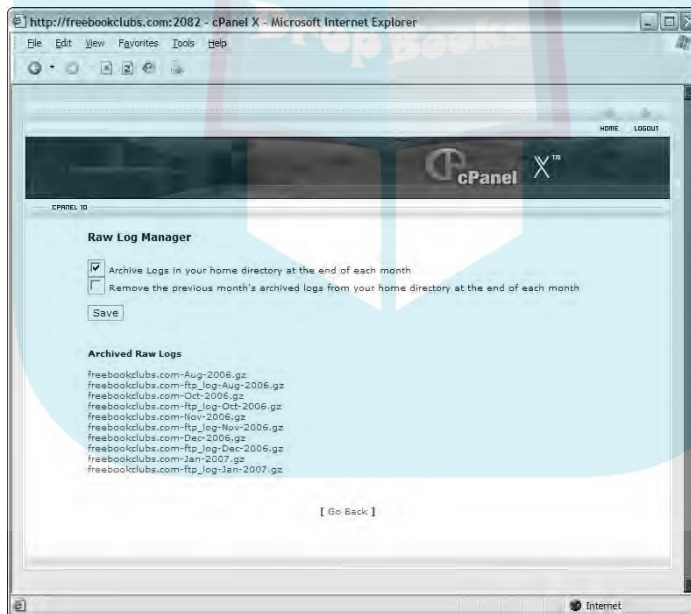 http://freebookclubs.com:2082 - cPanel X - Microsoft Internet Explorer
File Edit View Favorites Tools Help
Drop Books
HOME LOGOUT
cPanel X™
CPANEL 10
Raw Log Manager
Archive Logs in your home directory at the end of each month
Remove the previous month's archived logs from your home directory at the end of each month
Save
Archived Raw Logs
freebookclubs.com-Aug-2006.gz
freebookclubs.com-ftp_log-Aug-2006.gz
freebookclubs.com-Oct-2006.gz
freebookclubs.com-ftp_log-Oct-2006.gz
freebookclubs.com-Nov-2006.gz
freebookclubs.com-ftp_log-Nov-2006.gz
freebookclubs.com-Dec-2006.gz
freebookclubs.com-ftp_log-Dec-2006.gz
freebookclubs.com-Jan-2007.gz
freebookclubs.com-ftp_log-Jan-2007.gz
[ Go Back ]
Internet